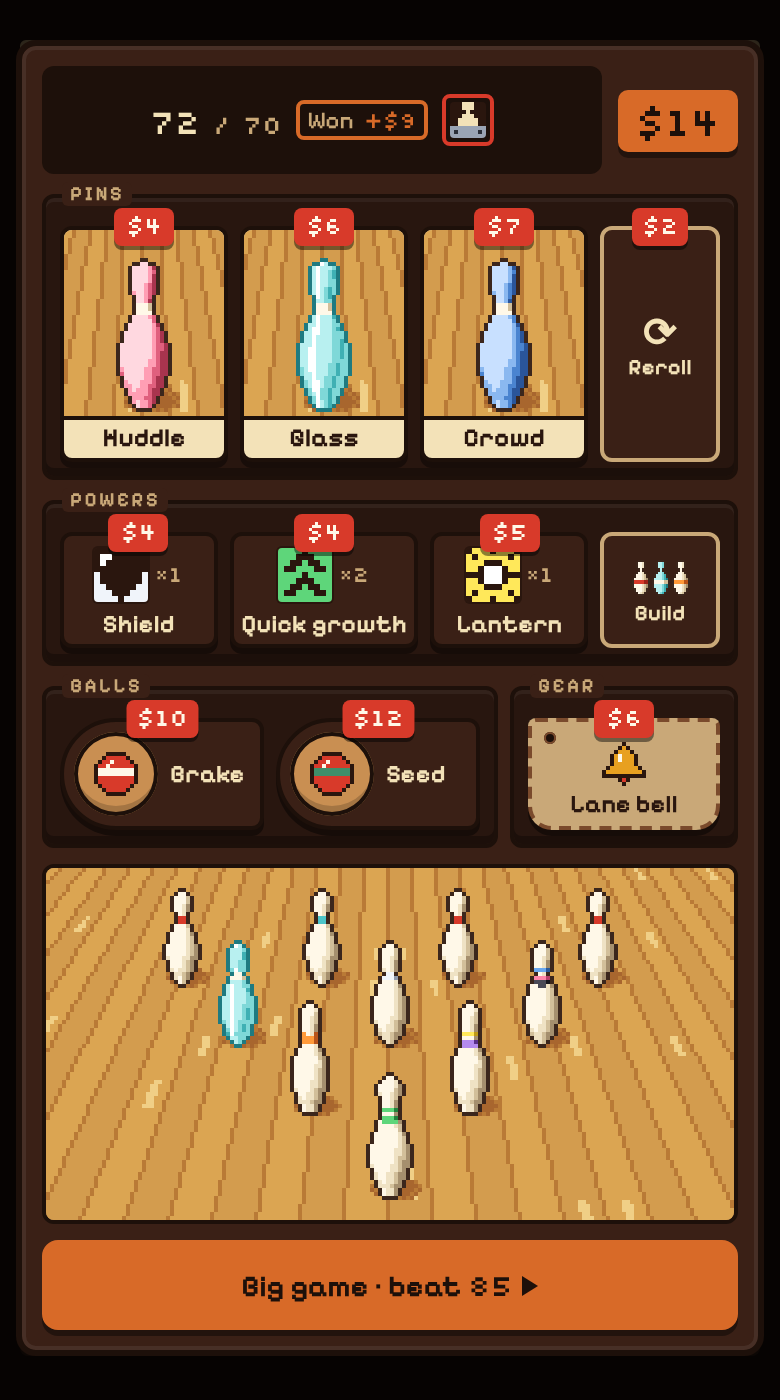 72 / 70 Won +$9 $14
PINS
$4 $6 $7 $2
Reroll
Huddle Glass Crowd
POWERS
$4 $4 $5
×1 ×2 ×1
Shield Quick growth Lantern Build
BALLS GEAR
$10 $12 $6
Brake Seed
Lane bell
Big game · beat 85 ▶